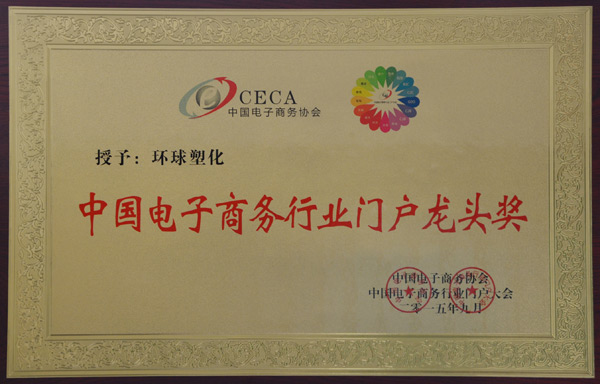 CECA
中国电子商务协会
授予：环球塑化
中国电子商务行业门户龙头奖
中国电子商务协会
中国电子商务行业门户大会
二零一五年九月